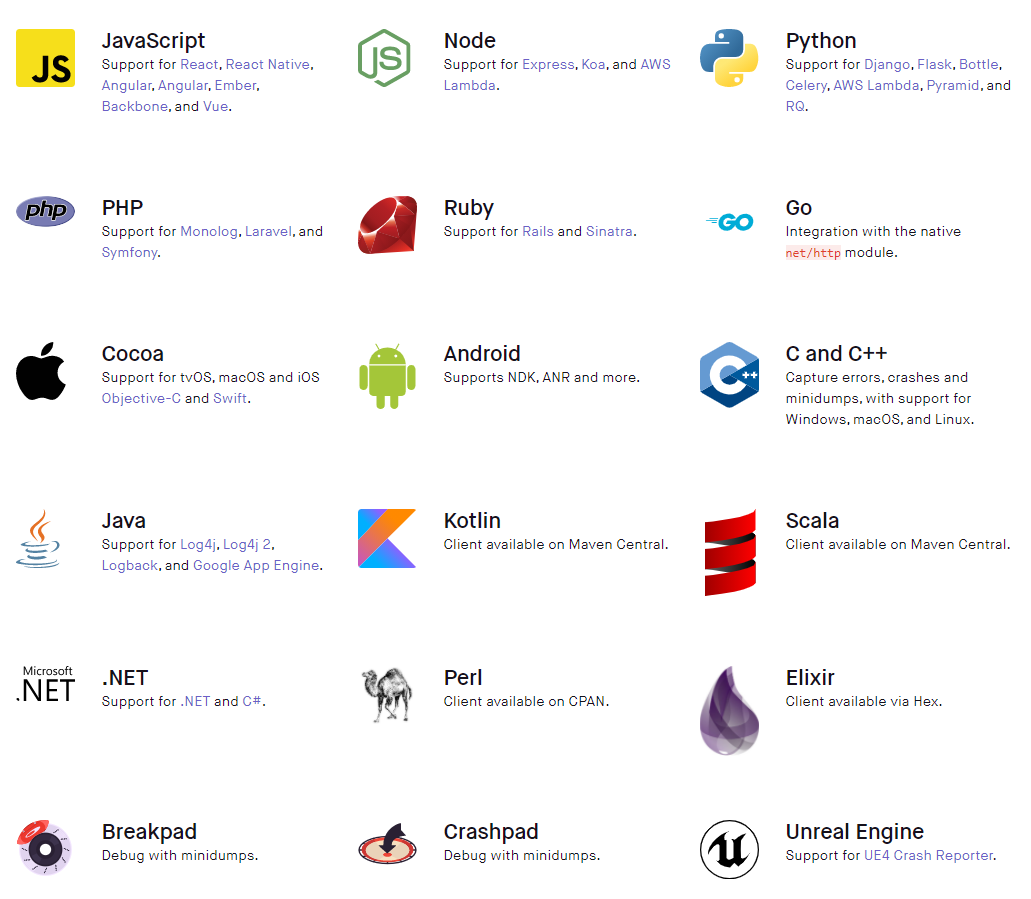 JS
JavaScript
Support for React, React Native,
Angular, Angular, Ember,
Backbone, and Vue.
JS
Node
Support for Express, Koa, and AWS
Lambda.
Python
Support for Django, Flask, Bottle,
Celery, AWS Lambda, Pyramid, and
RQ.
php
PHP
Support for Monolog, Laravel, and
Symfony.
Ruby
Support for Rails and Sinatra.
GO
Go
Integration with the native
net/http module.
Cocoa
Support for tvOS, macOS and iOS
Objective-C and Swift.
Android
Supports NDK, ANR and more.
C++
C and C++
Capture errors, crashes and
minidumps, with support for
Windows, macOS, and Linux.
Java
Support for Log4j, Log4j 2,
Logback, and Google App Engine.
Kotlin
Client available on Maven Central.
Scala
Client available on Maven Central.
Microsoft
.NET
.NET
Support for .NET and C#.
Perl
Client available on CPAN.
Elixir
Client available via Hex.
Breakpad
Debug with minidumps.
Crashpad
Debug with minidumps.
U
Unreal Engine
Support for UE4 Crash Reporter.